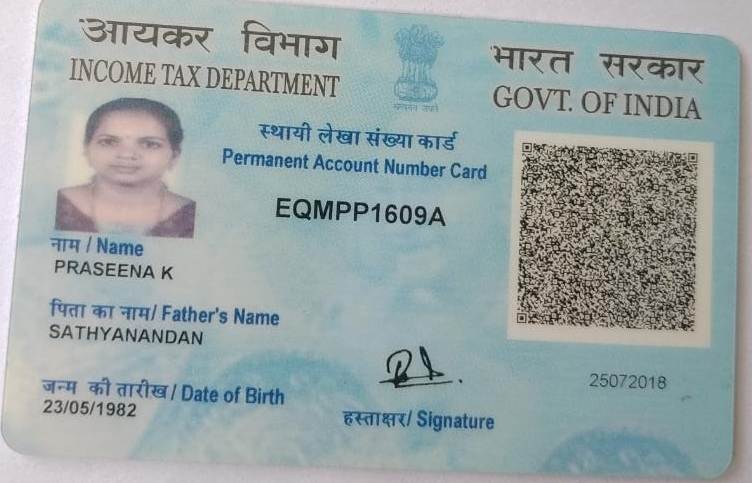 आयकर विभाग
INCOME TAX DEPARTMENT
भारत सरकार
GOVT. OF INDIA
सत्यमेव जयते
स्थायी लेखा संख्या कार्ड
Permanent Account Number Card
EQMPP1609A
नाम / Name
PRASEENA K
पिता का नाम/ Father's Name
SATHYANANDAN
जन्म की तारीख / Date of Birth
23/05/1982
हस्ताक्षर/ Signature
25072018